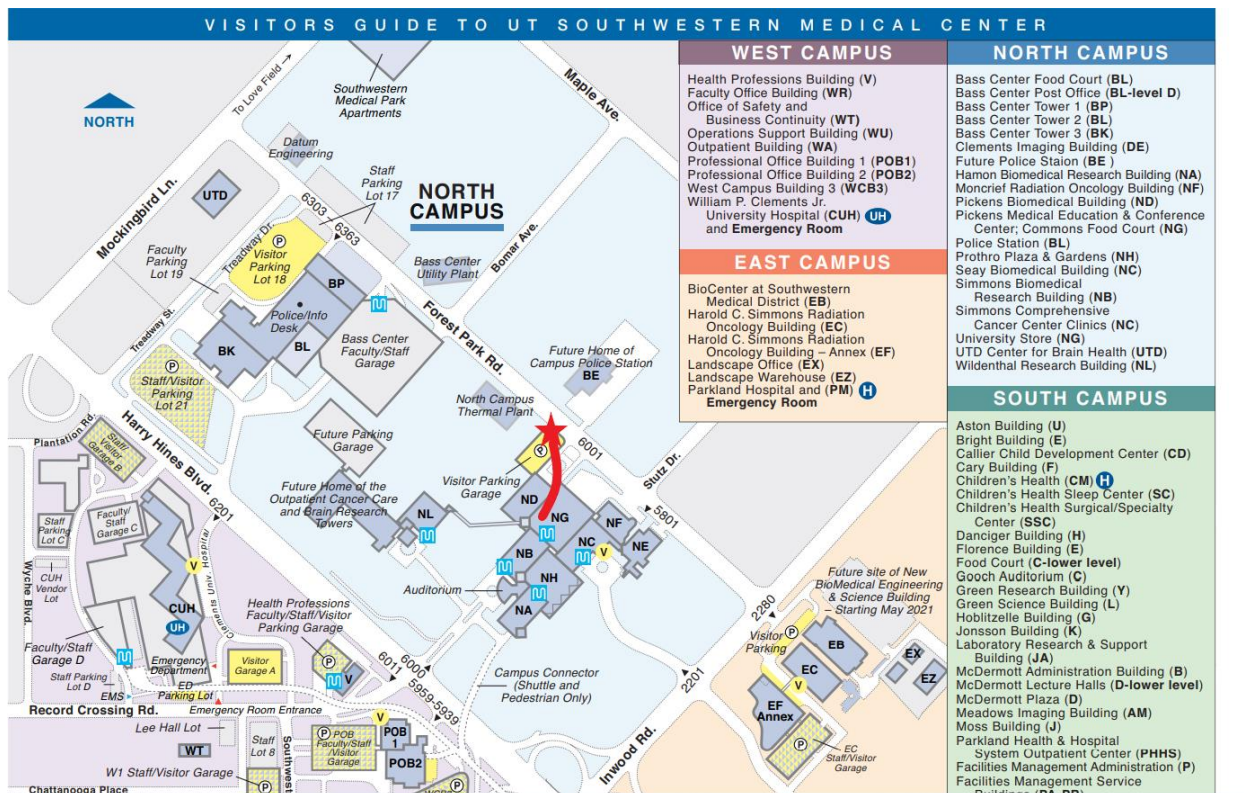 VISITORS GUIDE TO UT SOUTHWESTERN MEDICAL CENTER
NORTH
To Love Field →
Southwestern
Medical Park
Apartments
Maple Ave.
Datum
Engineering
Staff
Parking
Lot 17
Mockingbird Ln.
UTD
NORTH
CAMPUS
6303 - 6363
Treadway Dr.
P
Visitor
Parking
Lot 18
Faculty
Parking
Lot 19
Bass Center
Utility Plant
Bomar Ave.
BP
Police/Info
Desk
BK
BL
Treadway St.
Bass Center
Faculty/Staff
Garage
Forest Park Rd.
P
Staff/Visitor
Parking
Lot 21
Future Home of
Campus Police Station
BE
North Campus
Thermal Plant
Plantation Rd.
Harry Hines Blvd.
Staff/
Visitor
Garage B
Future Parking
Garage
P
6001
Stutz Dr.
Visitor Parking
Garage
Future Home of the
Outpatient Cancer Care
and Brain Research
Towers
6201
Faculty/
Staff
Garage C
Staff
Parking
Lot C
NL
ND
NG
NF
5801
NC
NE
V
NB
NH
NA
Auditorium
Wyche Blvd.
CUH
Vendor
Lot
V
CUH
UH
Clements Univ Hospital
Health Professions
Faculty/Staff/Visitor
Parking Garage
P
V
Faculty/Staff
Garage D
Emergency
Department
Visitor
Garage A
Staff Parking
Lot D
EMS
ED
Parking Lot
6011
6000
5959-5939
Campus Connector
(Shuttle and
Pedestrian Only)
Record Crossing Rd.
Emergency Room Entrance
Lee Hall Lot
WT
Staff
Lot 8
Southwest
P
POB
Faculty/Staff
/Visitor
Garage
V
POB
1
POB2
W1 Staff/Visitor Garage
P
P
Chattanooga Place
Inwood Rd.
2201
2280
Visitor
Parking
P
Future site of New
BioMedical Engineering
& Science Building
– Starting May 2021
EB
EC
V
EX
EZ
EF
Annex
P
EC
Staff/Visitor
Garage
WEST CAMPUS
Health Professions Building (V)
Faculty Office Building (WR)
Office of Safety and
Business Continuity (WT)
Operations Support Building (WU)
Outpatient Building (WA)
Professional Office Building 1 (POB1)
Professional Office Building 2 (POB2)
West Campus Building 3 (WCB3)
William P. Clements Jr.
University Hospital (CUH) UH
and Emergency Room
EAST CAMPUS
BioCenter at Southwestern
Medical District (EB)
Harold C. Simmons Radiation
Oncology Building (EC)
Harold C. Simmons Radiation
Oncology Building – Annex (EF)
Landscape Office (EX)
Landscape Warehouse (EZ)
Parkland Hospital and (PM) H
Emergency Room
NORTH CAMPUS
Bass Center Food Court (BL)
Bass Center Post Office (BL-level D)
Bass Center Tower 1 (BP)
Bass Center Tower 2 (BL)
Bass Center Tower 3 (BK)
Clements Imaging Building (DE)
Future Police Staion (BE )
Hamon Biomedical Research Building (NA)
Moncrief Radiation Oncology Building (NF)
Pickens Biomedical Building (ND)
Pickens Medical Education & Conference
Center; Commons Food Court (NG)
Police Station (BL)
Prothro Plaza & Gardens (NH)
Seay Biomedical Building (NC)
Simmons Biomedical
Research Building (NB)
Simmons Comprehensive
Cancer Center Clinics (NC)
University Store (NG)
UTD Center for Brain Health (UTD)
Wildenthal Research Building (NL)
SOUTH CAMPUS
Aston Building (U)
Bright Building (E)
Callier Child Development Center (CD)
Cary Building (F)
Children's Health (CM) H
Children's Health Sleep Center (SC)
Children's Health Surgical/Specialty
Center (SSC)
Danciger Building (H)
Florence Building (E)
Food Court (C-lower level)
Gooch Auditorium (C)
Green Research Building (Y)
Green Science Building (L)
Hoblitzelle Building (G)
Jonsson Building (K)
Laboratory Research & Support
Building (JA)
McDermott Administration Building (B)
McDermott Lecture Halls (D-lower level)
McDermott Plaza (D)
Meadows Imaging Building (AM)
Moss Building (J)
Parkland Health & Hospital
System Outpatient Center (PHHS)
Facilities Management Administration (P)
Facilities Management Service